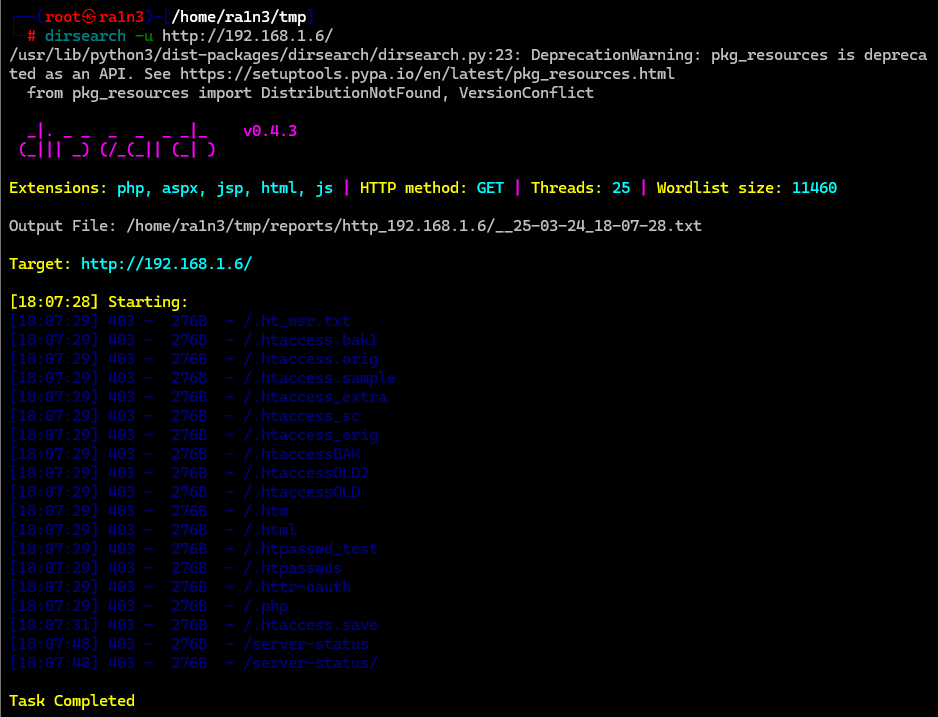 ┌──(root㉿ra1n3)-[/home/ra1n3/tmp]
└─# dirsearch -u http://192.168.1.6/
/usr/lib/python3/dist-packages/dirsearch/dirsearch.py:23: DeprecationWarning: pkg_resources is depreca
ted as an API. See https://setuptools.pypa.io/en/latest/pkg_resources.html
  from pkg_resources import DistributionNotFound, VersionConflict
  _|. _ _  _  _  _ _|_    v0.4.3
 (_||| _) (/_(_|| (_| )
Extensions: php, aspx, jsp, html, js | HTTP method: GET | Threads: 25 | Wordlist size: 11460
Output File: /home/ra1n3/tmp/reports/http_192.168.1.6/__25-03-24_18-07-28.txt
Target: http://192.168.1.6/
[18:07:28] Starting:
[18:07:29] 403 -  276B  - /.ht_wsr.txt
[18:07:29] 403 -  276B  - /.htaccess.bak1
[18:07:29] 403 -  276B  - /.htaccess.orig
[18:07:29] 403 -  276B  - /.htaccess.sample
[18:07:29] 403 -  276B  - /.htaccess_extra
[18:07:29] 403 -  276B  - /.htaccess_sc
[18:07:29] 403 -  276B  - /.htaccess_orig
[18:07:29] 403 -  276B  - /.htaccessBAK
[18:07:29] 403 -  276B  - /.htaccessOLD2
[18:07:29] 403 -  276B  - /.htaccessOLD
[18:07:29] 403 -  276B  - /.htm
[18:07:29] 403 -  276B  - /.html
[18:07:29] 403 -  276B  - /.htpasswd_test
[18:07:29] 403 -  276B  - /.htpasswds
[18:07:29] 403 -  276B  - /.httr-oauth
[18:07:29] 403 -  276B  - /.php
[18:07:31] 403 -  276B  - /.htaccess.save
[18:07:48] 403 -  276B  - /server-status
[18:07:48] 403 -  276B  - /server-status/
Task Completed